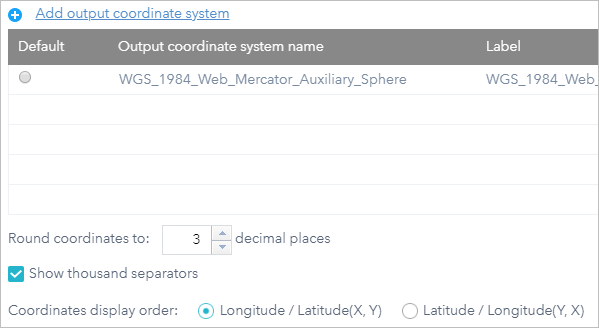 Add output coordinate system
Default Output coordinate system name Label
WGS_1984_Web_Mercator_Auxiliary_Sphere WGS_1984_Web_
Round coordinates to: 3 decimal places
Show thousand separators
Coordinates display order: Longitude / Latitude(X, Y) Latitude / Longitude(Y, X)